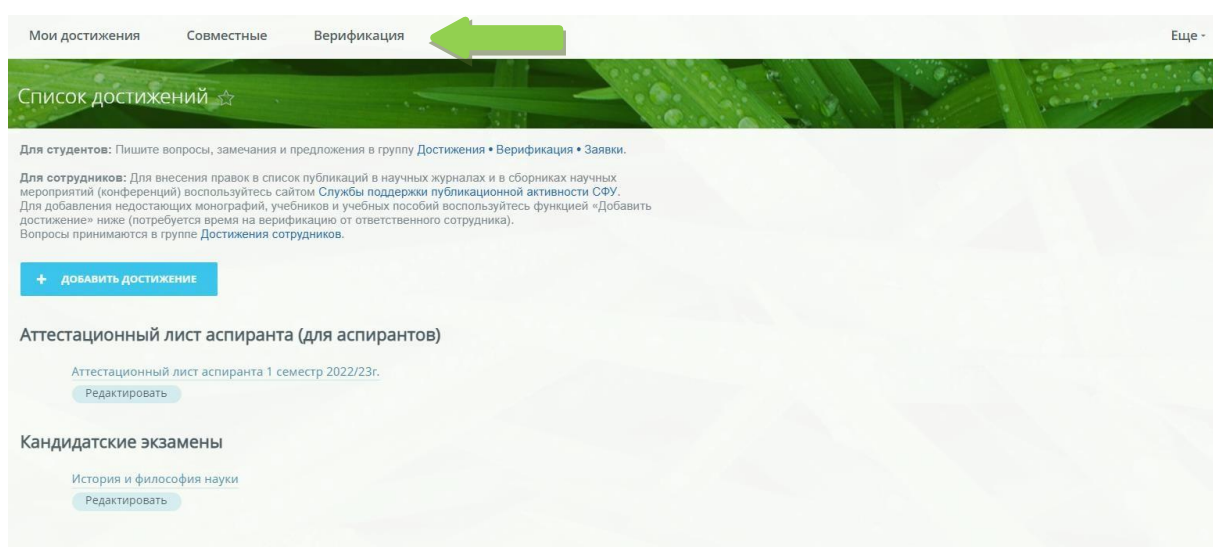 Мои достижения Совместные Верификация Еще
Список достижений
Для студентов: Пишите вопросы, замечания и предложения в группу Достижения • Верификация • Заявки.
Для сотрудников: Для внесения правок в список публикаций в научных журналах и в сборниках научных
мероприятий (конференций) воспользуйтесь сайтом Службы поддержки публикационной активности СФУ.
Для добавления недостающих монографий, учебников и учебных пособий воспользуйтесь функцией «Добавить
достижение» ниже (потребуется время на верификацию от ответственного сотрудника).
Вопросы принимаются в группе Достижения сотрудников.
+ ДОБАВИТЬ ДОСТИЖЕНИЕ
Аттестационный лист аспиранта (для аспирантов)
Аттестационный лист аспиранта 1 семестр 2022/23г.
Редактировать
Кандидатские экзамены
История и философия науки
Редактировать